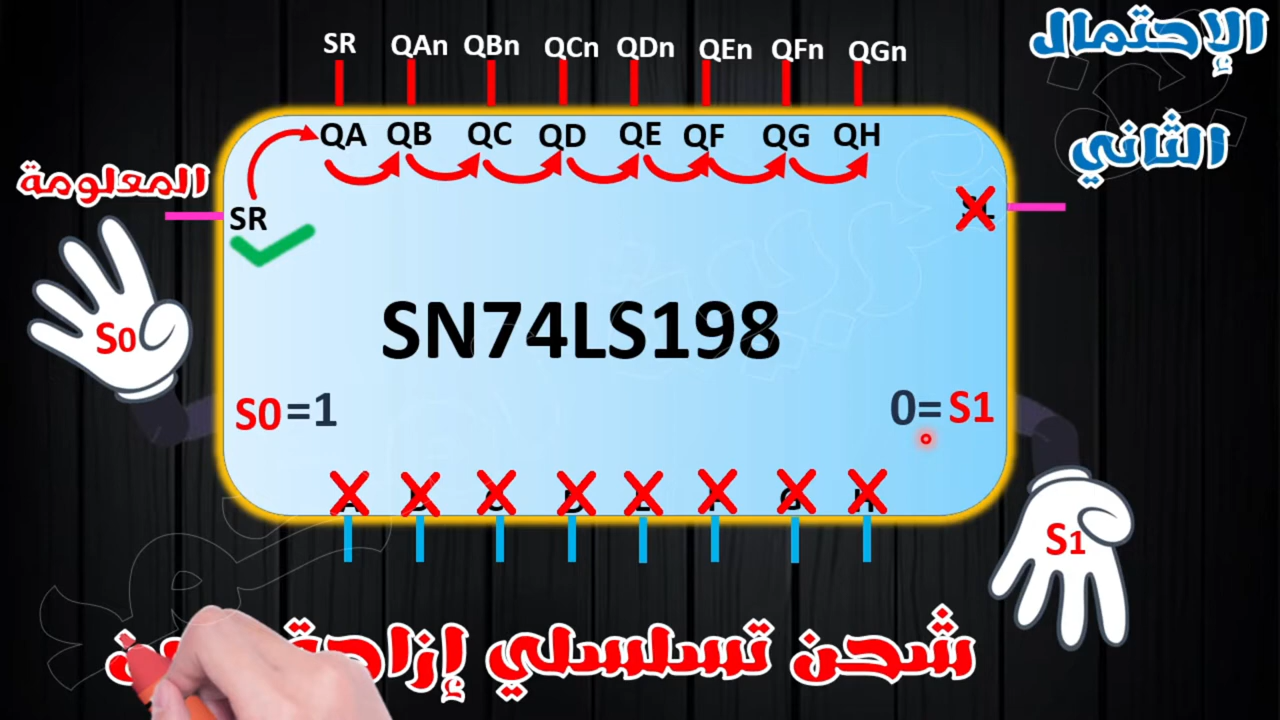 الإحتمال
الثاني
SR QAn QBn QCn QDn QEn QFn QGn
QA QB QC QD QE QF QG QH
المعلومة
SR
SN74LS198
S0
S0 =1
0= S1
S1
شحن تسلسلي